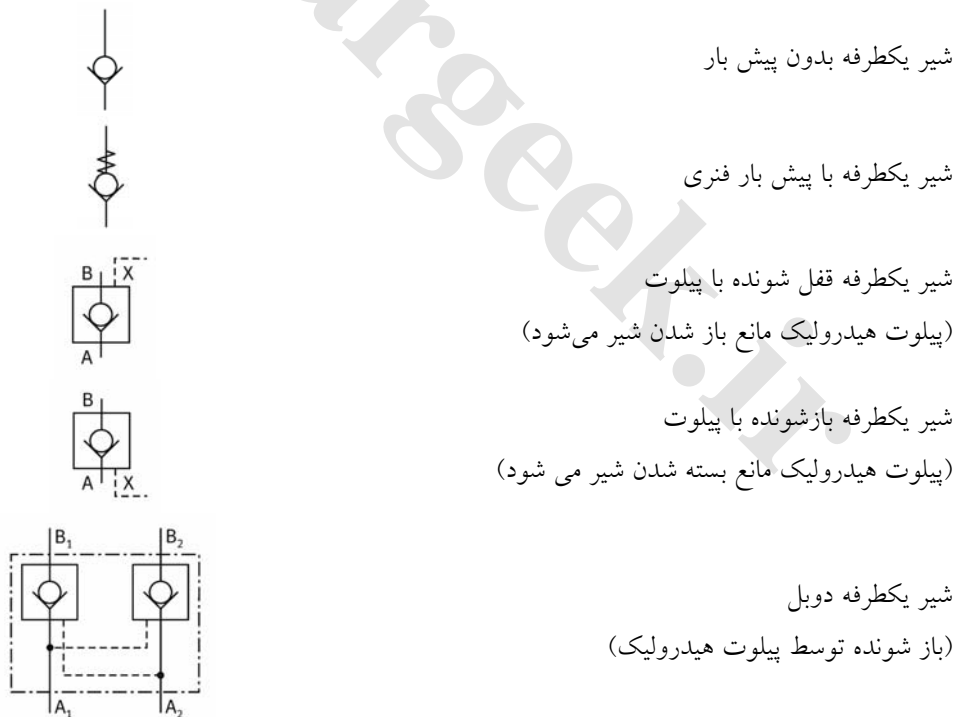 شیر یکطرفه بدون پیش بار
شیر یکطرفه با پیش بار فنری
B X
شیر یکطرفه قفل شونده با پیلوت
(پیلوت هیدرولیک مانع باز شدن شیر می‌شود)
A
B
شیر یکطرفه بازشونده با پیلوت
(پیلوت هیدرولیک مانع بسته شدن شیر می شود)
A X
B₁ B₂
شیر یکطرفه دوبل
(باز شونده توسط پیلوت هیدرولیک)
A₁ A₂
argeek.ir